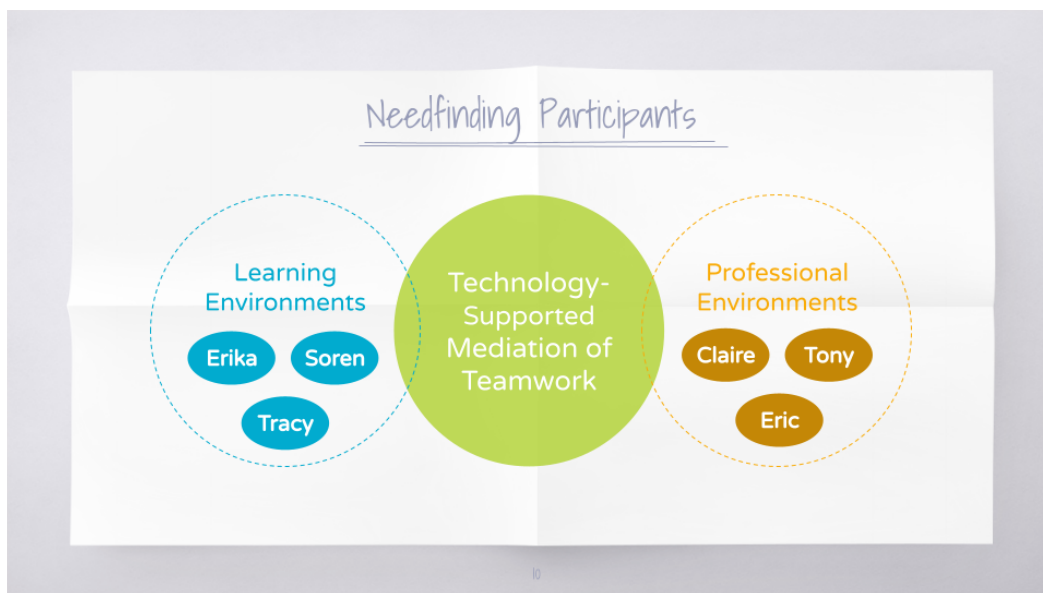 Needfinding Participants
Learning
Environments
Erika
Soren
Tracy
Technology-
Supported
Mediation of
Teamwork
Professional
Environments
Claire
Tony
Eric
10